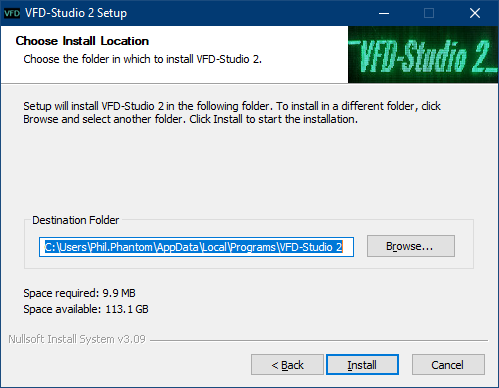 VFD VFD-Studio 2 Setup
Choose Install Location
Choose the folder in which to install VFD-Studio 2.
VFD-Studio 2
Setup will install VFD-Studio 2 in the following folder. To install in a different folder, click
Browse and select another folder. Click Install to start the installation.
Destination Folder
C:\Users\Phil.Phantom\AppData\Local\Programs\VFD-Studio 2
Browse...
Space required: 9.9 MB
Space available: 113.1 GB
Nullsoft Install System v3.09
< Back
Install
Cancel